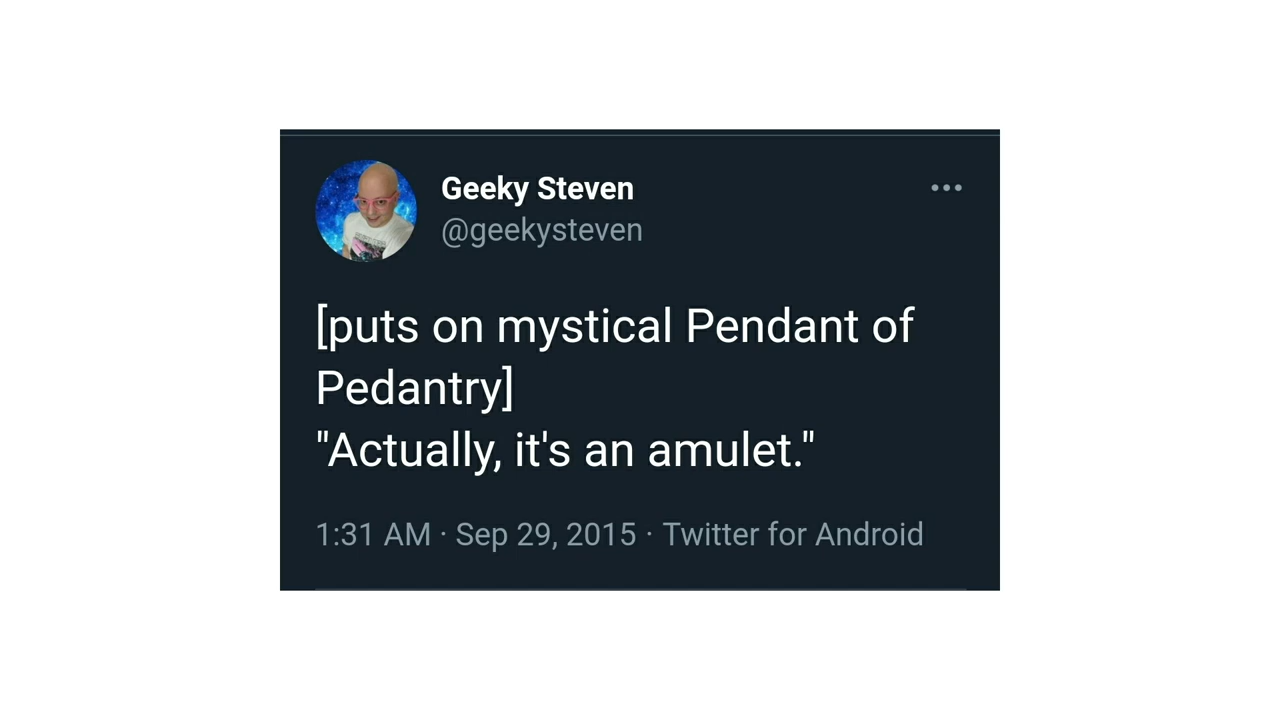 Geeky Steven
@geekysteven
[puts on mystical Pendant of
Pedantry]
"Actually, it's an amulet."
1:31 AM · Sep 29, 2015 · Twitter for Android